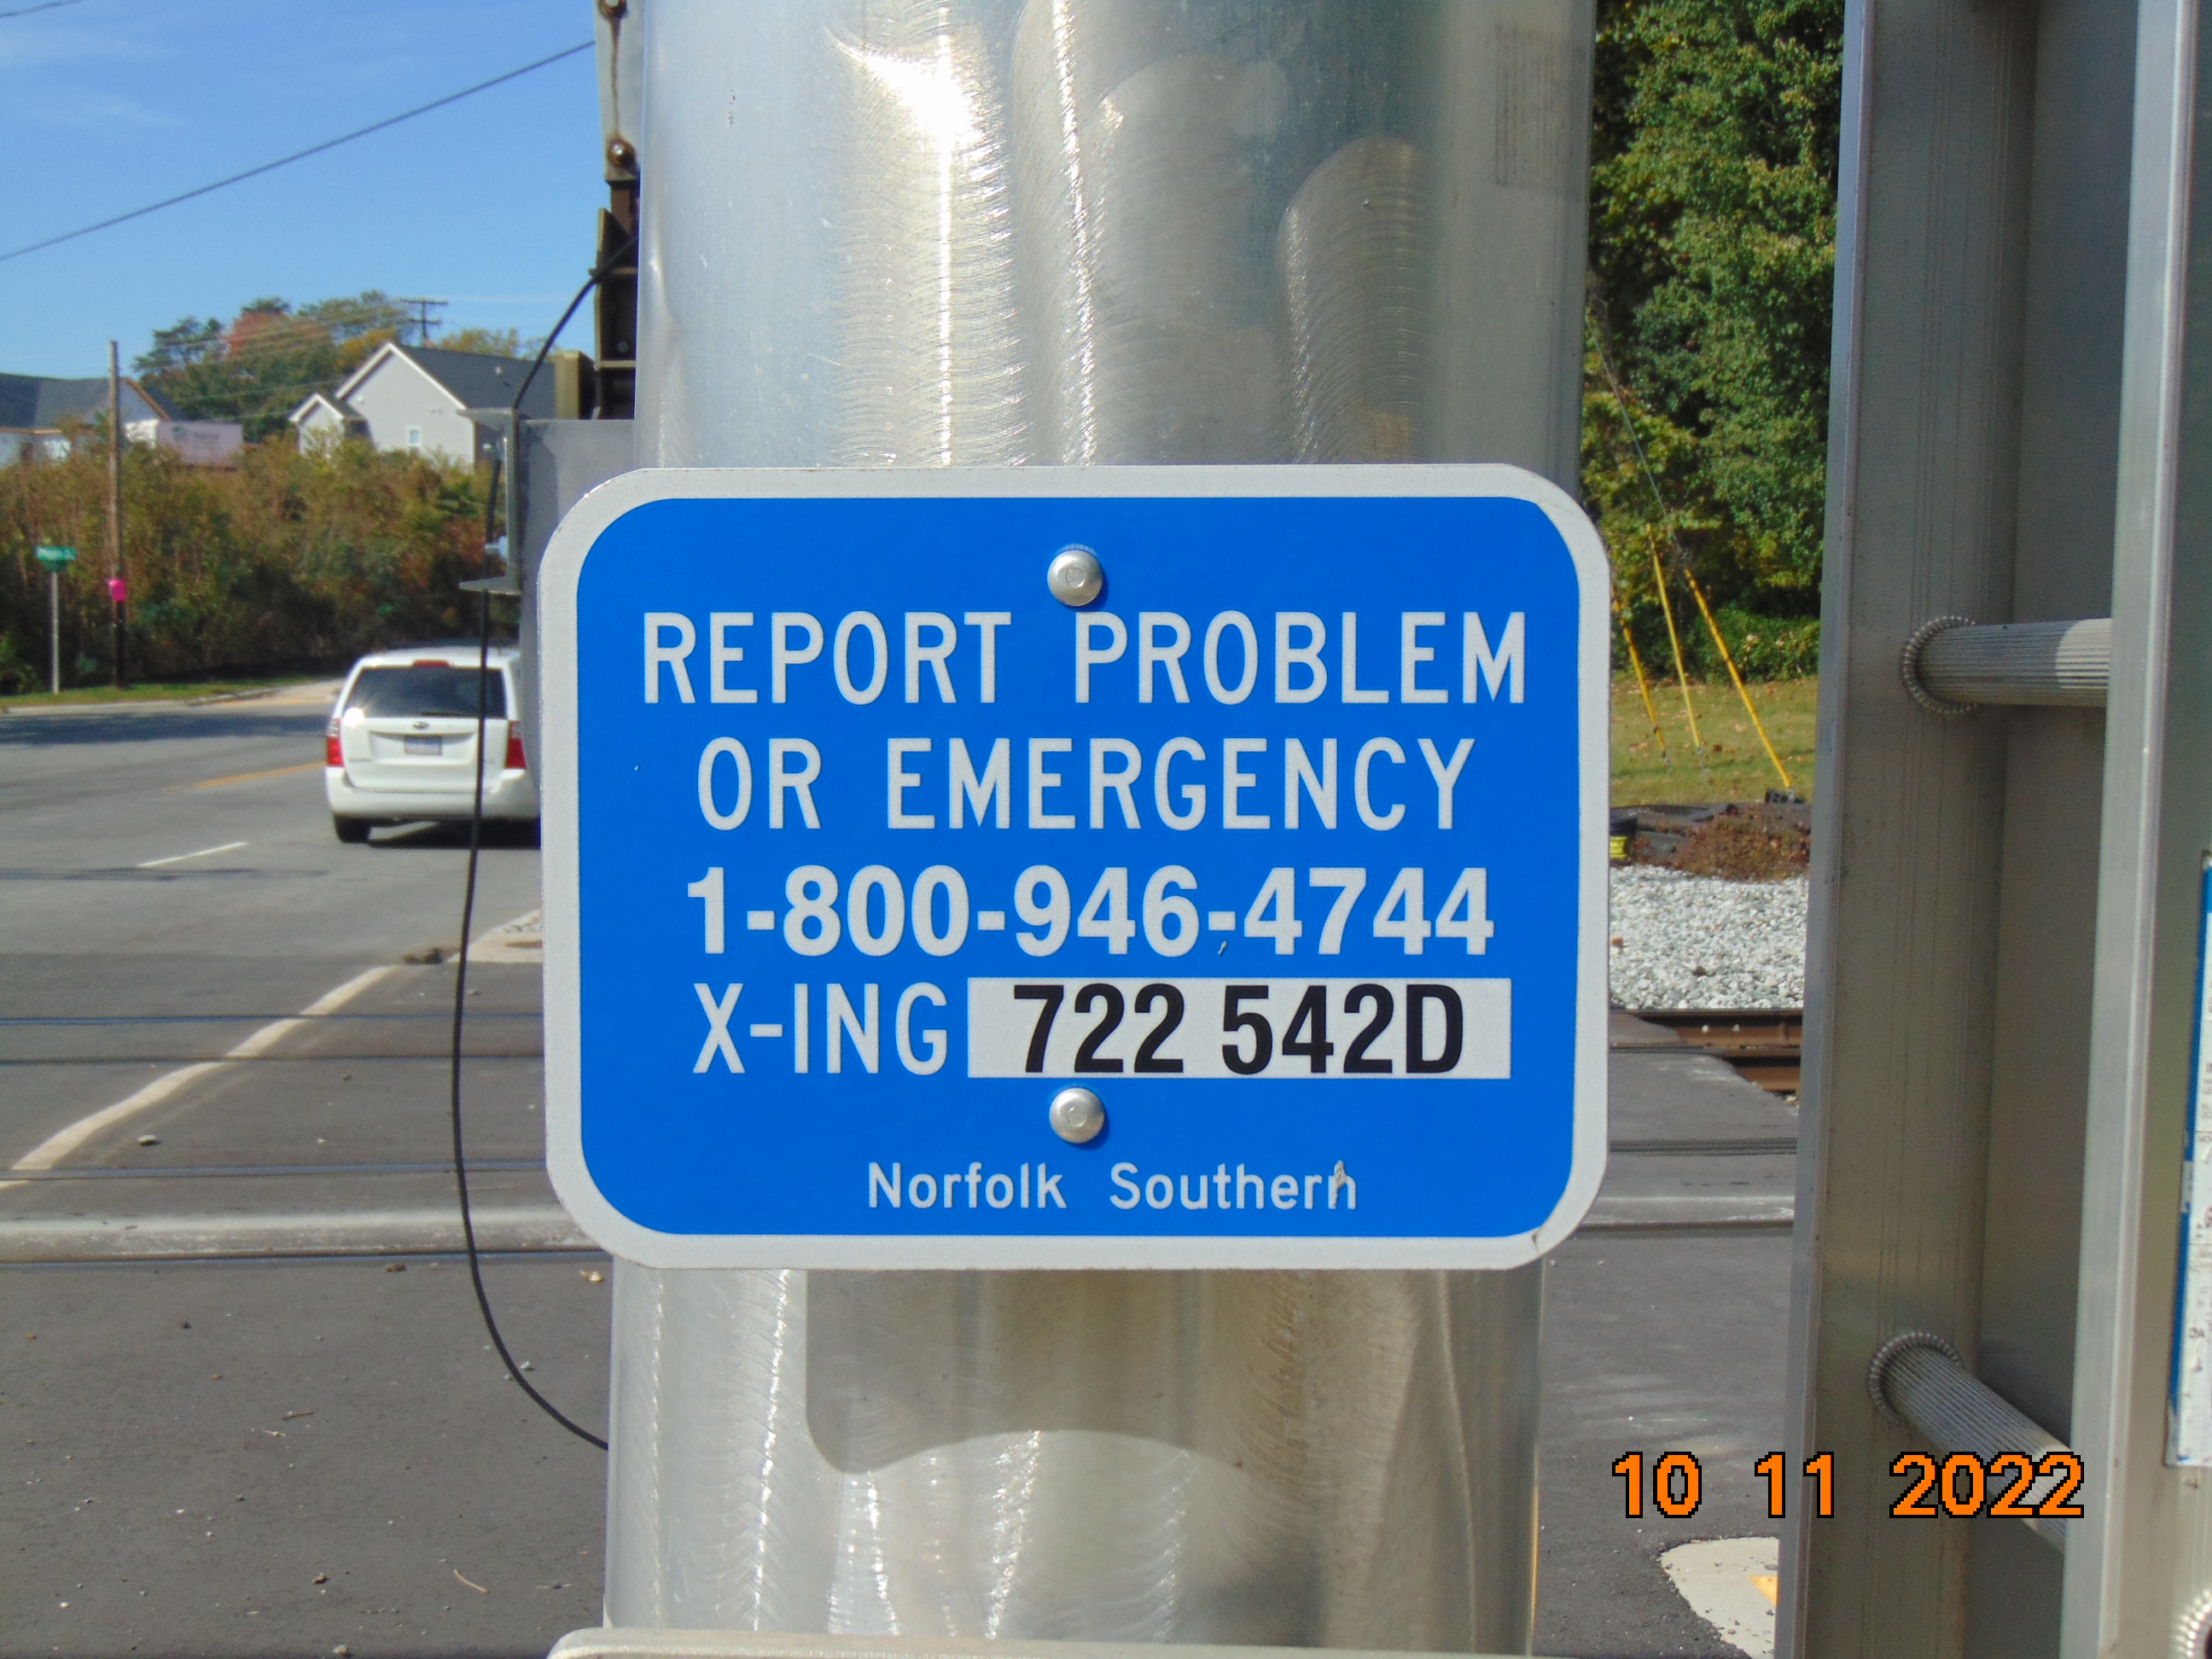 REPORT PROBLEM
OR EMERGENCY
1-800-946-4744
X-ING 722 542D
Norfolk Southern
10 11 2022